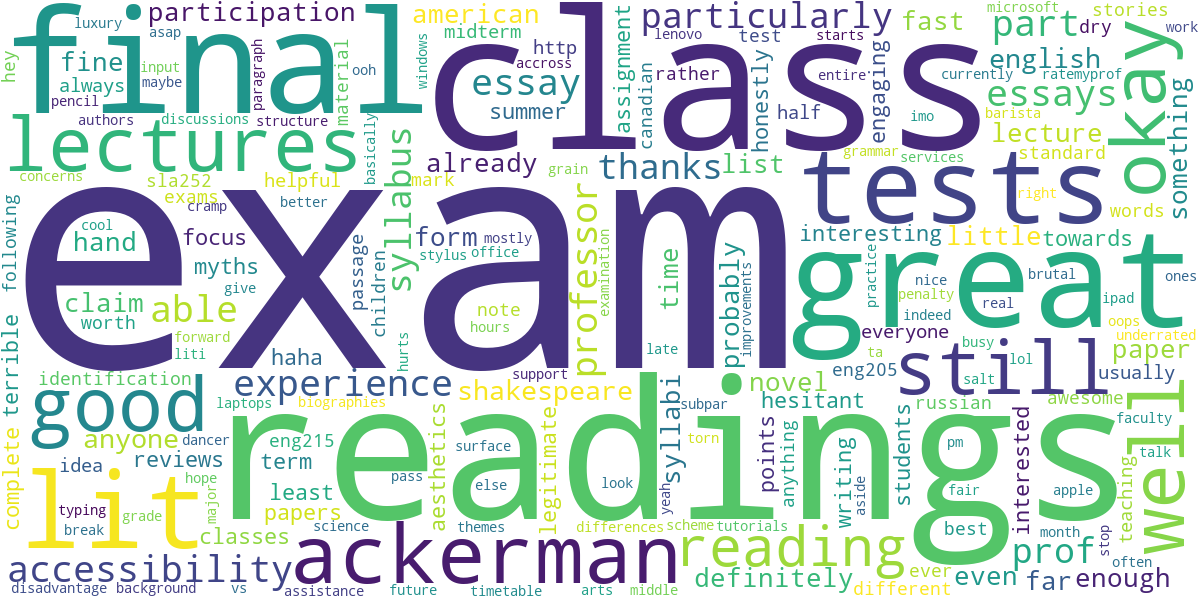 final
class
exam
readings
great
lit
tests
ackerman
lectures
good
still
okay
well
reading
participation
luxury
asap
hey
fine
always
input
maybe
ooh
pencil
paragraph
material
windows
authors
discussions
structure
american
midterm
http
accross
essay
summer
particularly
lenovo
test
rather
assignment
canadian
honestly
half
starts
entire
engaging
fast
microsoft
currently
imo
part
dry
stories
work
english
ratemyprof
essays
barista
lecture
standard
words
something
grammar
services
right
concerns
sla252
exams
helpful
cramp
better
basically
syllabus
already
mark
grain
thanks
list
following
cool
hand
focus
myths
give
claim
worth
able
forward
liti
terrible
identification
haha
passage
children
hurts
form
mostly
stylus
office
note
hours
professor
examination
time
late
probably
improvements
interesting
little
towards
practice
nice
penalty
real
indeed
brutal
ipad
ones
oops
underrated
everyone
ta
busy
lol
paper
eng205
salt
usually
experience
support
shakespeare
laptops
biographies
novel
hesitant
subpar
russian
awesome
anyone
dancer
reviews
idea
eng215
term
complete
typing
hope
break
grade
major
classes
least
papers
science
pass
aesthetics
surface
else
themes
legitimate
look
differences
torn
syllabi
yeah
scheme
tutorials
points
anything
writing
aside
students
pm
fair
best
interested
apple
month
faculty
talk
teaching
stop
often
prof
accessibility
disadvantage
background
vs
assistance
future
timetable
arts
middle
definitely
ever
different
even
far
enough